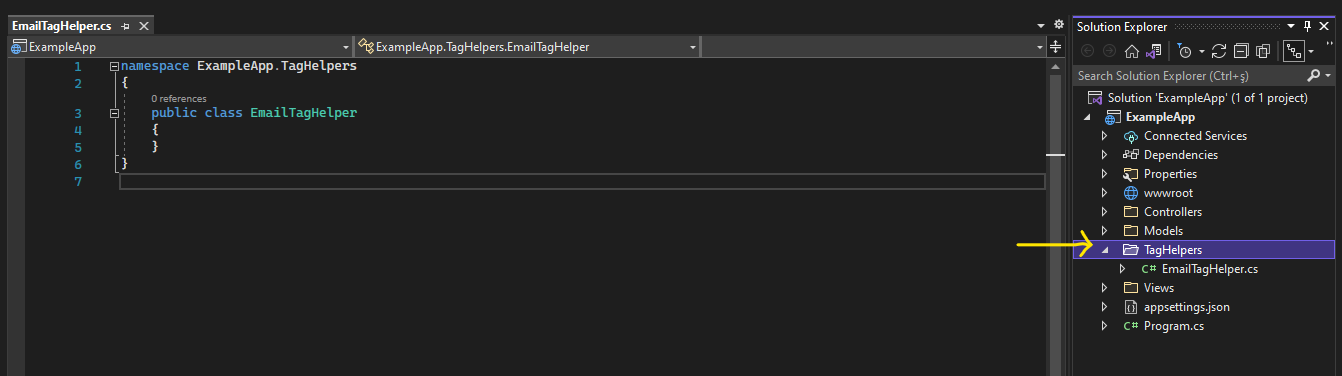 EmailTagHelper.cs
ExampleApp
ExampleApp.TagHelpers.EmailTagHelper
1 namespace ExampleApp.TagHelpers
2 {
0 references
3 public class EmailTagHelper
4 {
5 }
6 }
7
Solution Explorer
Search Solution Explorer (Ctrl+ş)
Solution 'ExampleApp' (1 of 1 project)
ExampleApp
Connected Services
Dependencies
Properties
wwwroot
Controllers
Models
TagHelpers
C# EmailTagHelper.cs
Views
appsettings.json
C# Program.cs